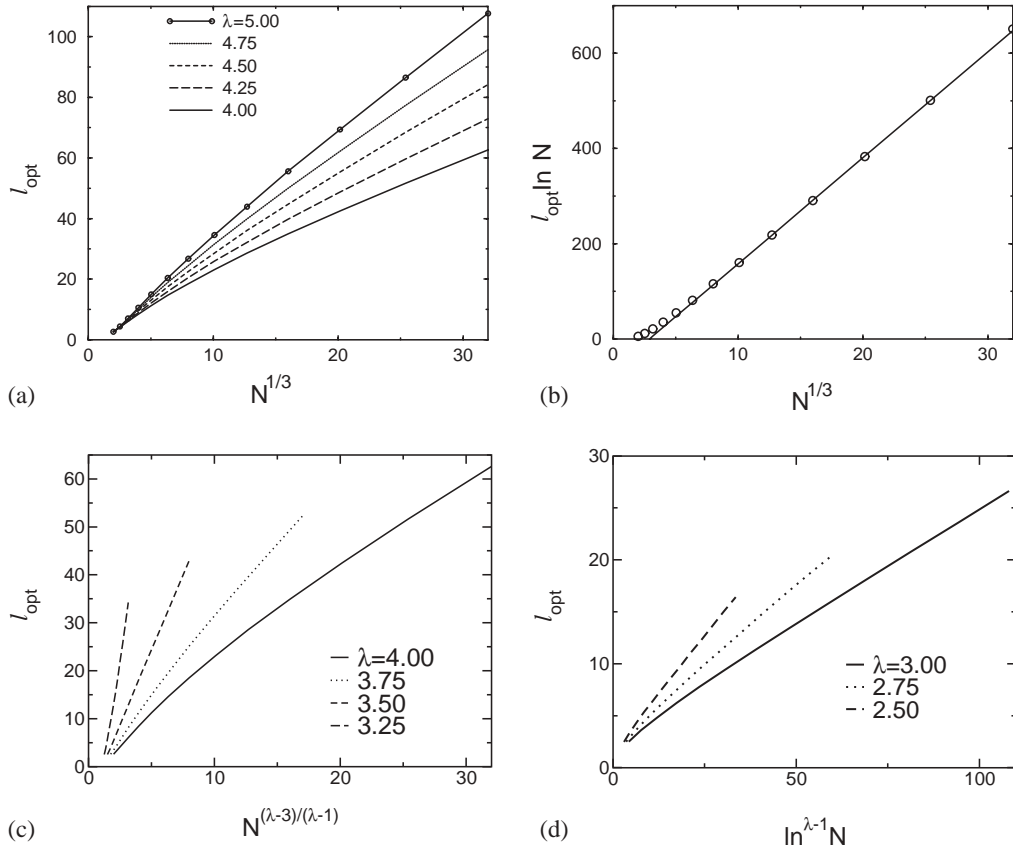 100
80
60
40
20
0
l_opt
λ=5.00
4.75
4.50
4.25
4.00
0 10 20 30
N^{1/3}
(a)
600
400
200
0
l_opt ln N
0 10 20 30
N^{1/3}
(b)
60
50
40
30
20
10
0
l_opt
λ=4.00
3.75
3.50
3.25
0 10 20 30
N^{(λ-3)/(λ-1)}
(c)
30
20
10
0
l_opt
λ=3.00
2.75
2.50
0 50 100
ln^{λ-1}N
(d)